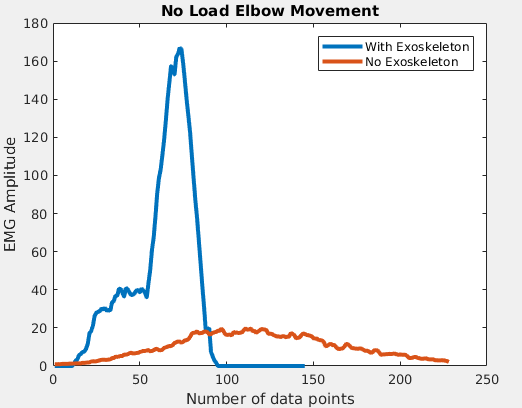 No Load Elbow Movement
180
160
140
120
100
80
60
40
20
0
EMG Amplitude
With Exoskeleton
No Exoskeleton
0 50 100 150 200 250
Number of data points